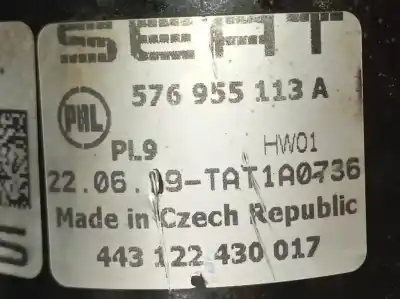 SEAT
576 955 113 A
PAL
PL9
HW01
22.06.09-TAT1A0736
Made in Czech Republic
443 122 430 017